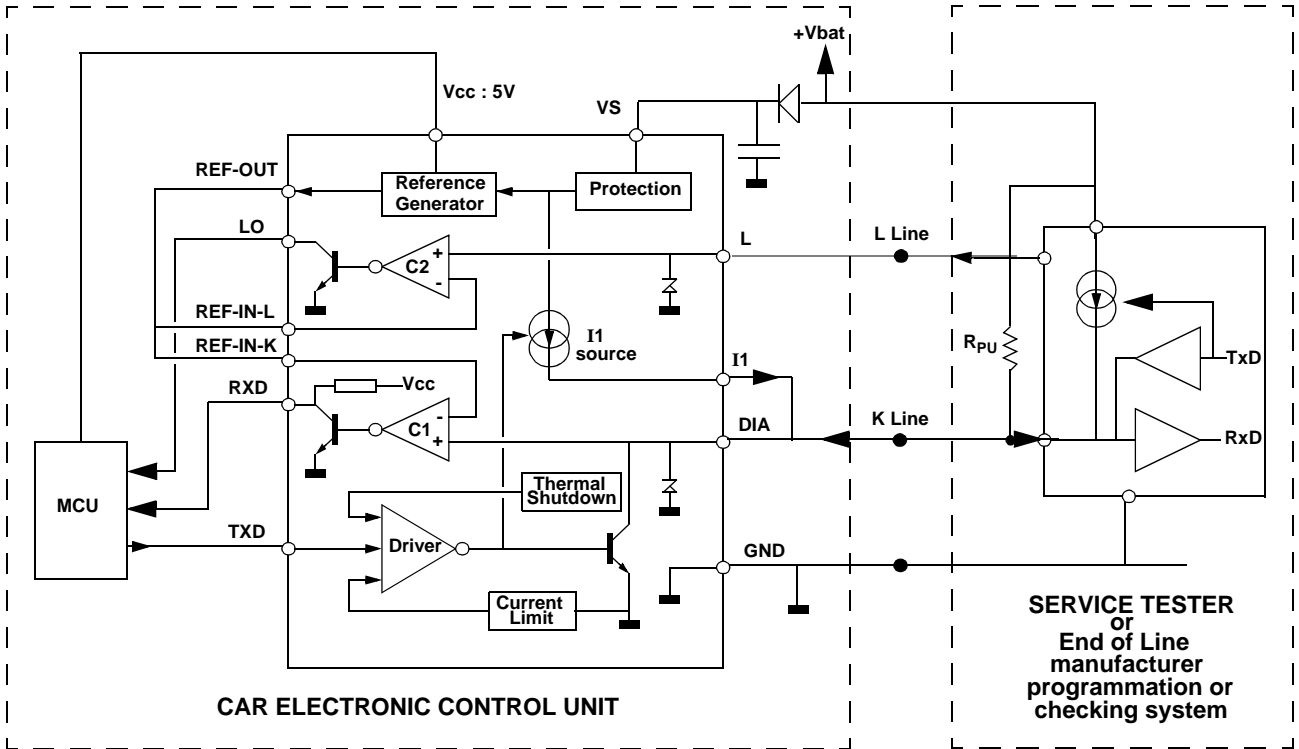 +Vbat
Vcc : 5V
VS
REF-OUT
Reference
Generator
Protection
LO
L
L Line
+
C2
-
REF-IN-L
I1
source
RPU
REF-IN-K
TxD
I1
RXD
Vcc
-
C1
+
DIA
K Line
RxD
Thermal
Shutdown
MCU
TXD
Driver
GND
Current
Limit
SERVICE TESTER
or
End of Line
manufacturer
programmation or
checking system
CAR ELECTRONIC CONTROL UNIT